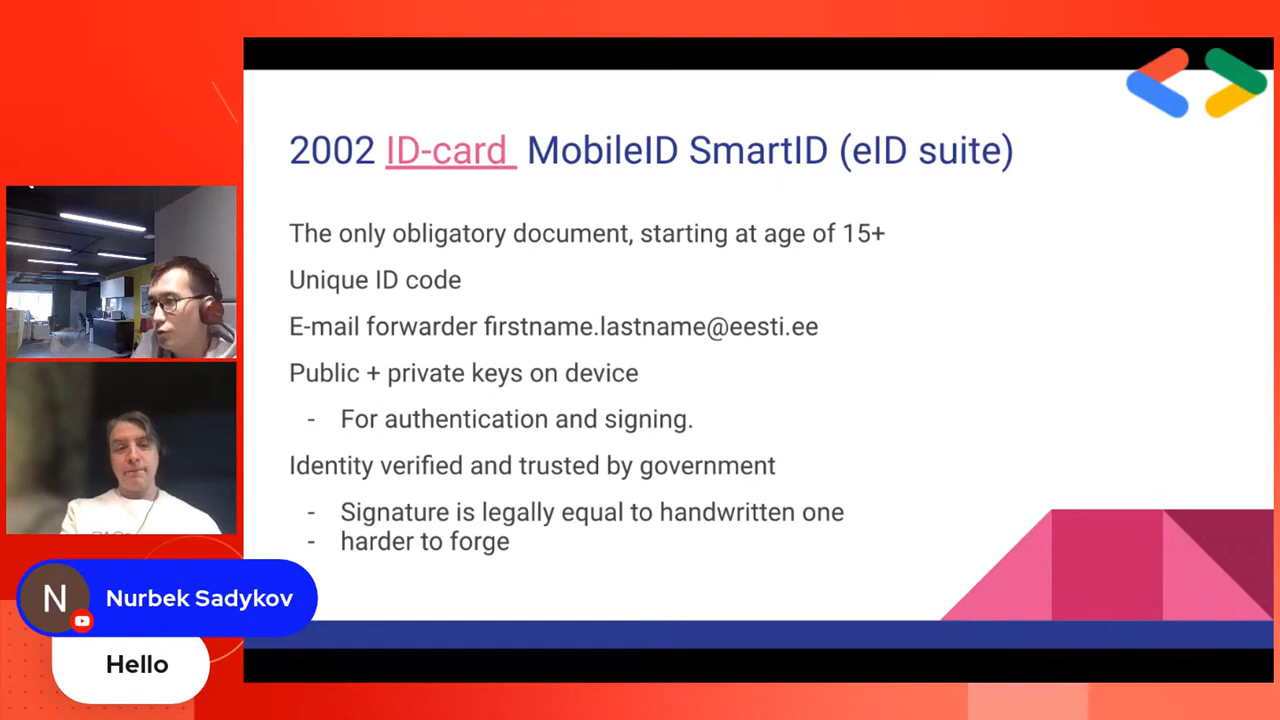 2002 ID-card MobileID SmartID (eID suite)
The only obligatory document, starting at age of 15+
Unique ID code
E-mail forwarder firstname.lastname@eesti.ee
Public + private keys on device
- For authentication and signing.
Identity verified and trusted by government
- Signature is legally equal to handwritten one
- harder to forge
N
Nurbek Sadykov
Hello